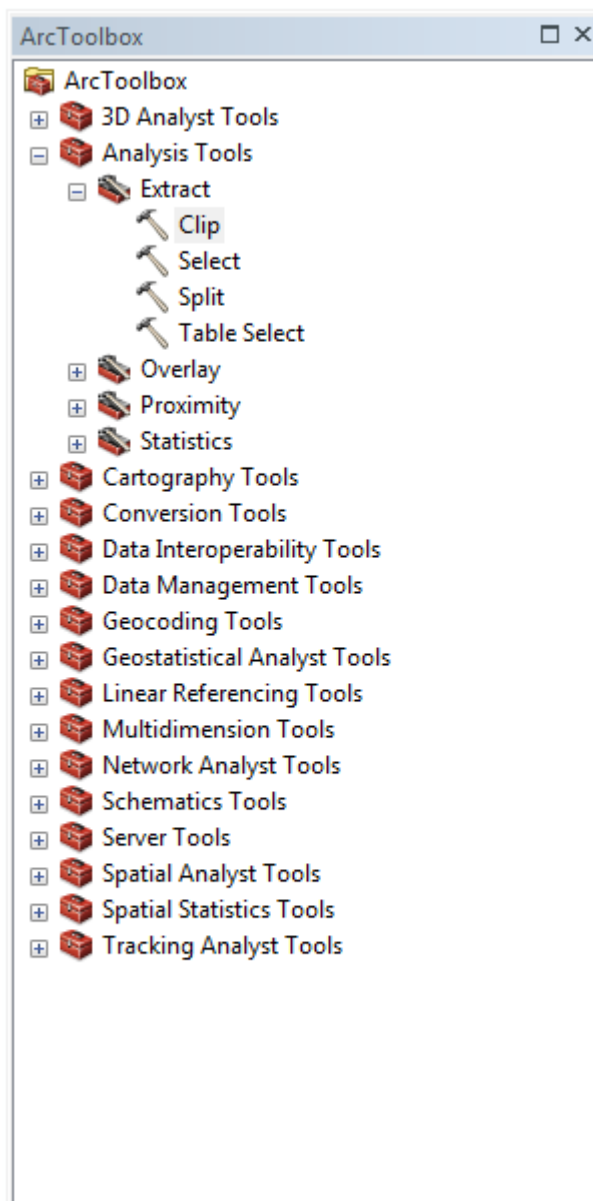 ArcToolbox
ArcToolbox
3D Analyst Tools
Analysis Tools
Extract
Clip
Select
Split
Table Select
Overlay
Proximity
Statistics
Cartography Tools
Conversion Tools
Data Interoperability Tools
Data Management Tools
Geocoding Tools
Geostatistical Analyst Tools
Linear Referencing Tools
Multidimension Tools
Network Analyst Tools
Schematics Tools
Server Tools
Spatial Analyst Tools
Spatial Statistics Tools
Tracking Analyst Tools